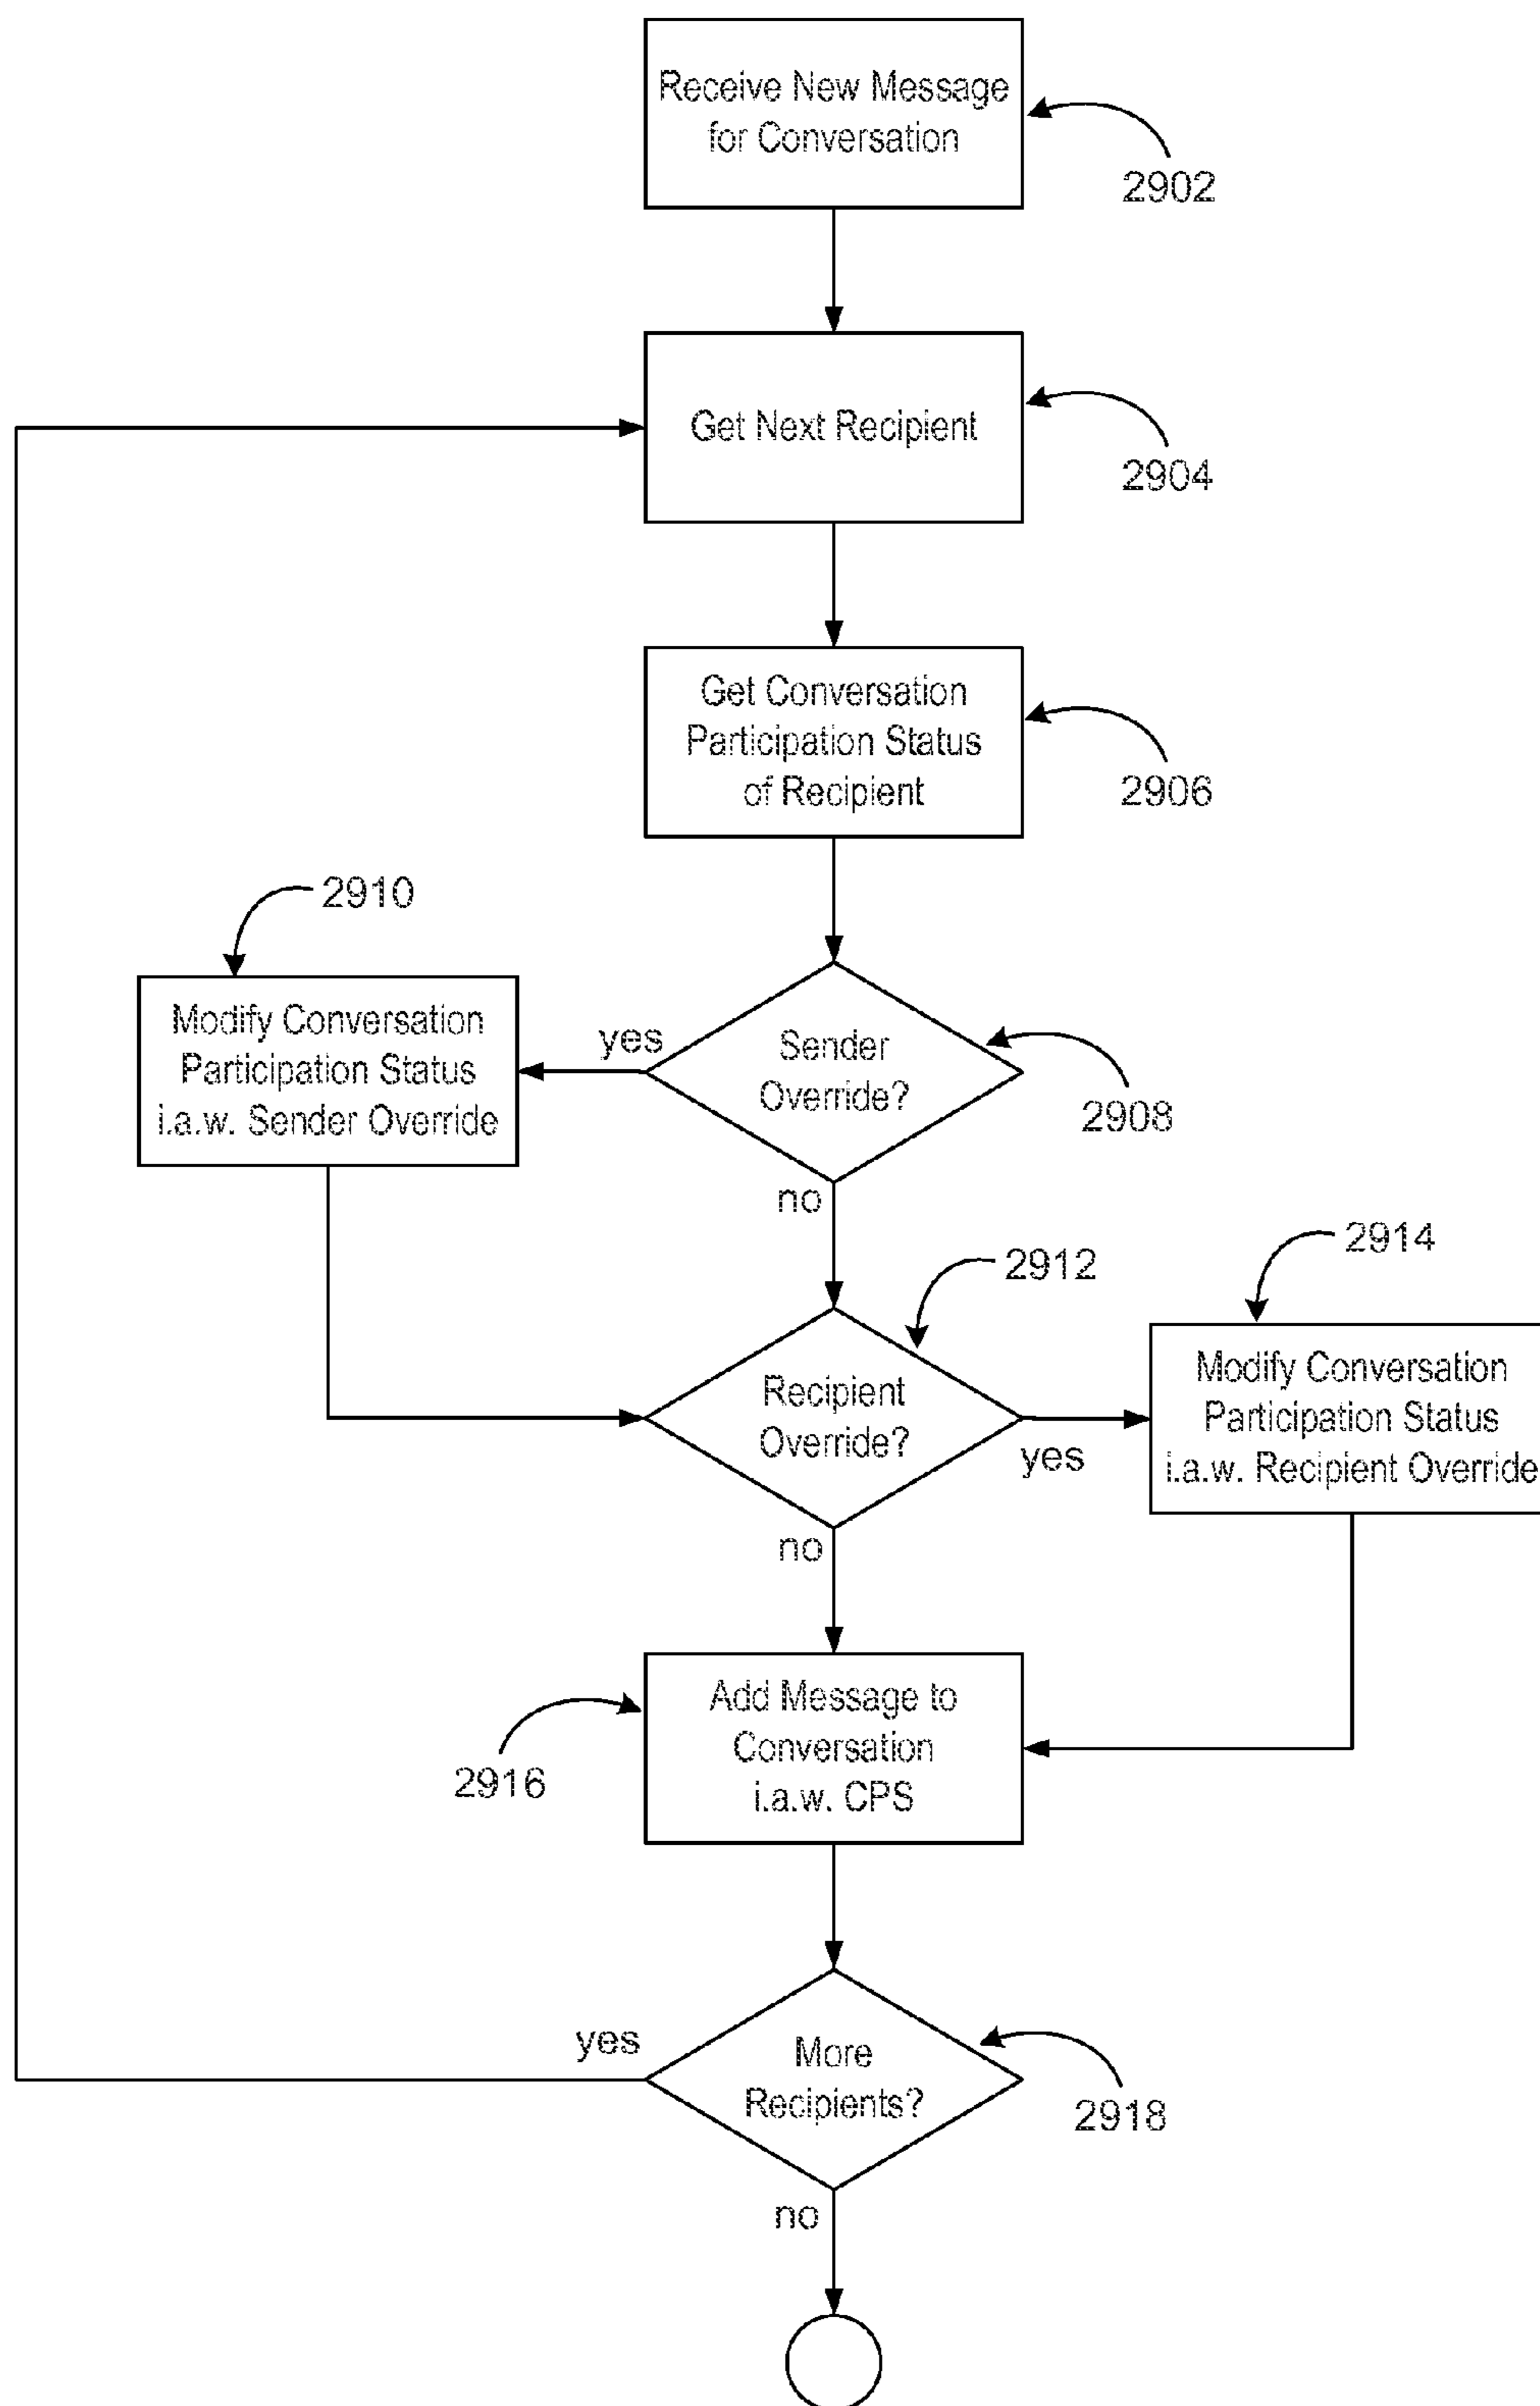 Receive New Message
for Conversation
2902
Get Next Recipient
2904
Get Conversation
Participation Status
of Recipient
2906
2910
Modify Conversation
Participation Status
i.a.w. Sender Override
yes
Sender
Override?
2908
no
2912
2914
Recipient
Override?
yes
Modify Conversation
Participation Status
i.a.w. Recipient Override
no
Add Message to
Conversation
i.a.w. CPS
2916
yes
More
Recipients?
2918
no